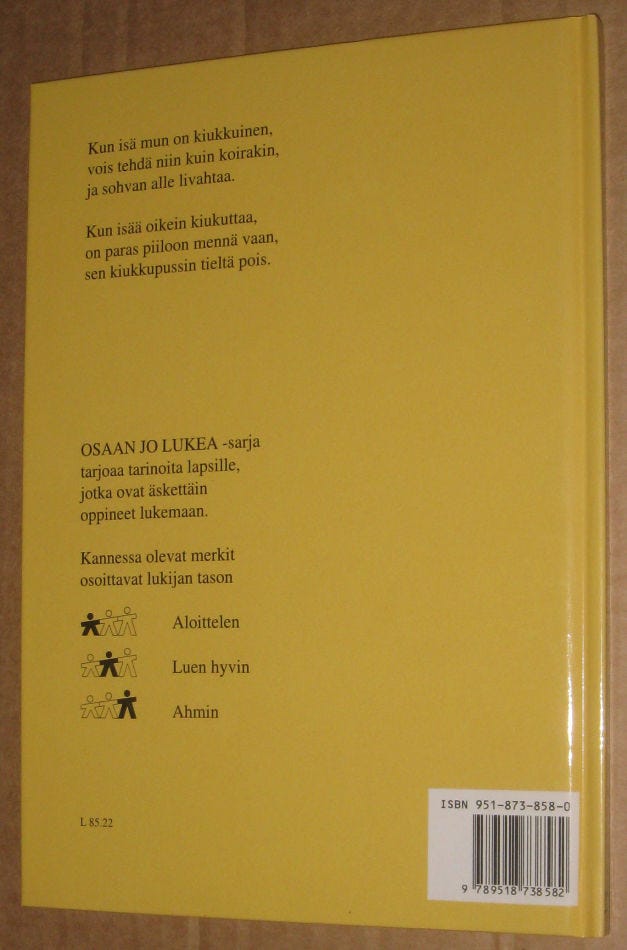 Kun isä mun on kiukkuinen,
vois tehdä niin kuin koirakin,
ja sohvan alle livahtaa.
Kun isää oikein kiukuttaa,
on paras piiloon mennä vaan,
sen kiukkupussin tieltä pois.
OSAAN JO LUKEA -sarja
tarjoaa tarinoita lapsille,
jotka ovat äskettäin
oppineet lukemaan.
Kannessa olevat merkit
osoittavat lukijan tason
Aloittelen
Luen hyvin
Ahmin
L 85.22
ISBN 951-873-858-0
9 789518 738582